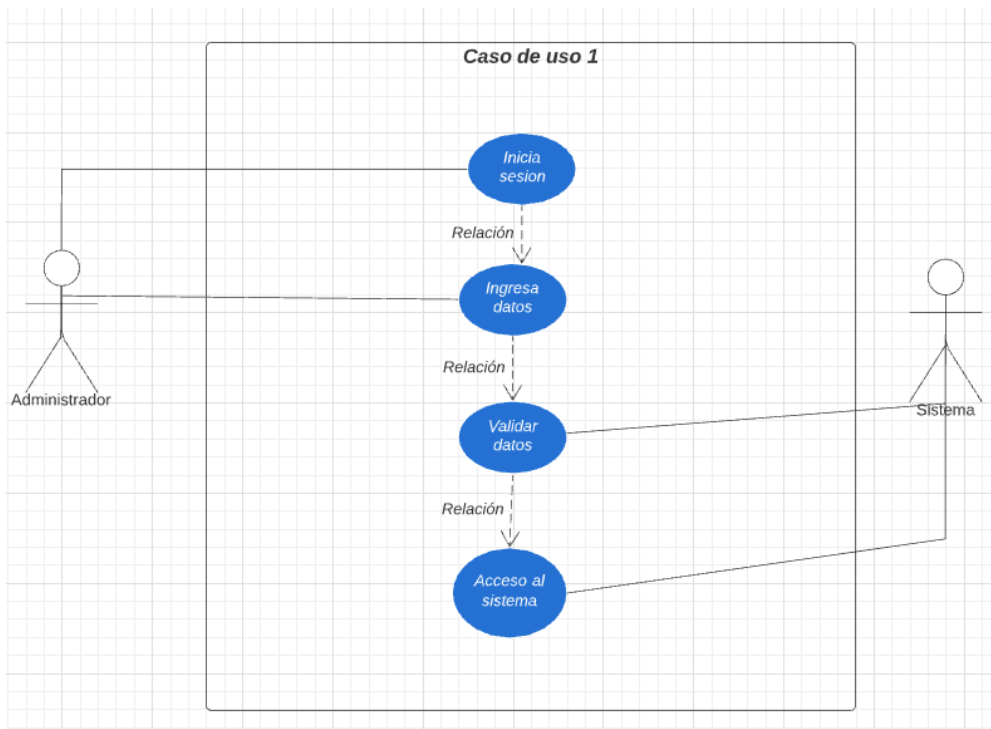 Caso de uso 1
Inicia
sesion
Relación
Ingresa
datos
Relación
Administrador
Sistema
Validar
datos
Relación
Acceso al
sistema